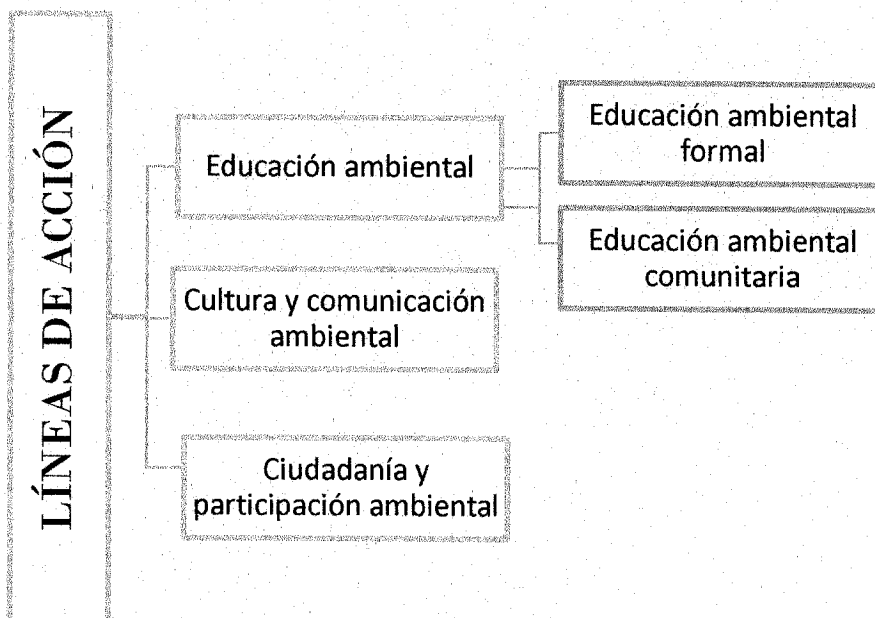 LÍNEAS DE ACCIÓN
Educación ambiental
Educación ambiental
formal
Educación ambiental
comunitaria
Cultura y comunicación
ambiental
Ciudadanía y
participación ambiental